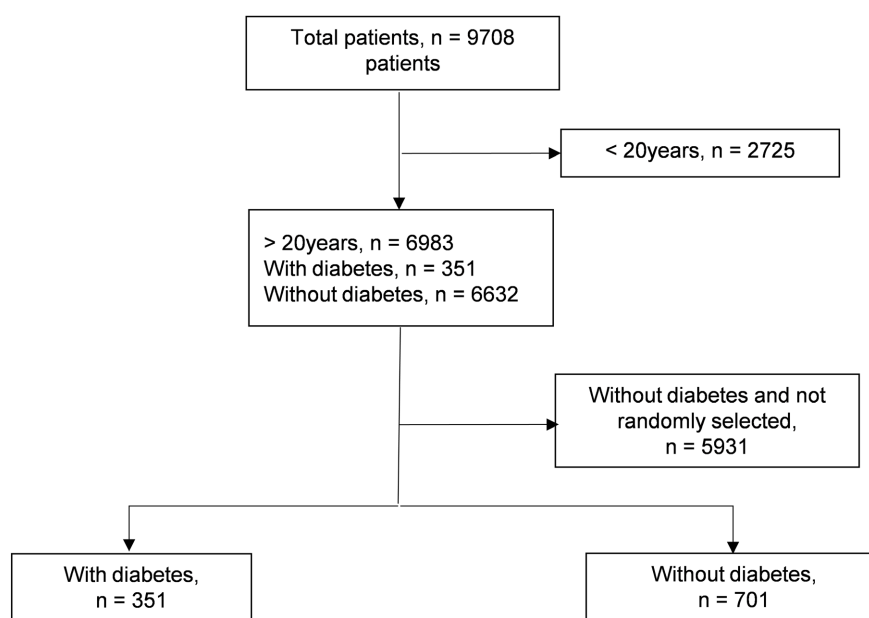 Total patients, n = 9708
patients
< 20years, n = 2725
> 20years, n = 6983
With diabetes, n = 351
Without diabetes, n = 6632
Without diabetes and not
randomly selected,
n = 5931
With diabetes,
n = 351
Without diabetes,
n = 701